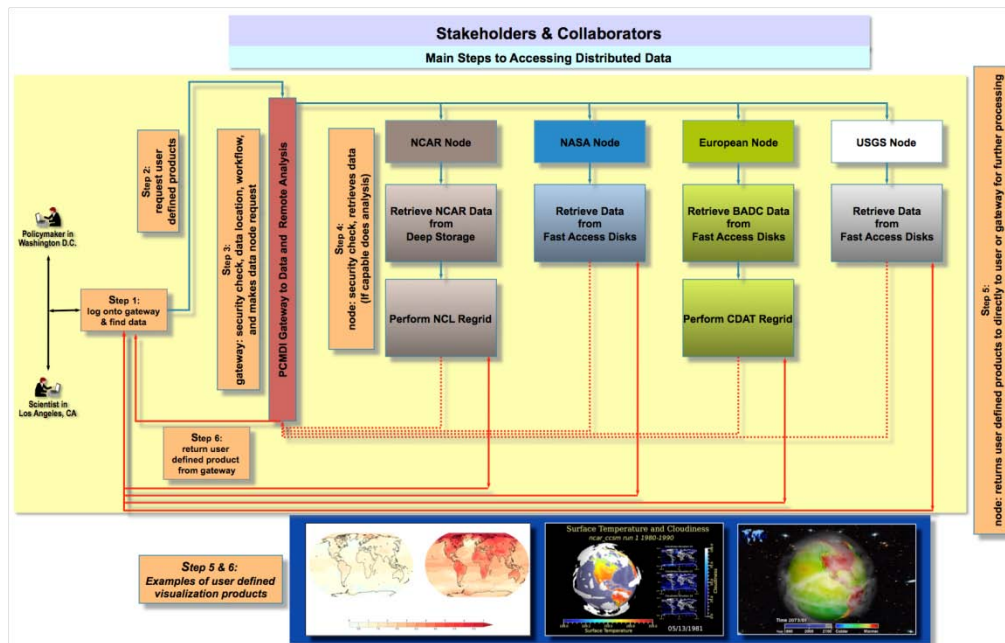 Stakeholders & Collaborators
Main Steps to Accessing Distributed Data
Step 2:
request user
defined products
Step 3:
gateway: security check, data location, workflow,
and makes data node request
PCMDI Gateway to Data and Remote Analysis
Step 4:
node: security check, retrieves data
(If capable does analysis)
NCAR Node
NASA Node
European Node
USGS Node
Retrieve NCAR Data
from
Deep Storage
Retrieve Data
from
Fast Access Disks
Retrieve BADC Data
from
Fast Access Disks
Retrieve Data
from
Fast Access Disks
Perform NCL Regrid
Perform CDAT Regrid
Policymaker in
Washington D.C.
Step 1:
log onto gateway
& find data
Scientist in
Los Angeles, CA
Step 6:
return user
defined product
from gateway
Step 5:
node: returns user defined products to directly to user or gateway for further processing
Step 5 & 6:
Examples of user defined
visualization products
Surface Temperature and Cloudiness
ncar_ccsm run 1 1980-1990
Cloudiness
Surface Temperature
05/13/1981